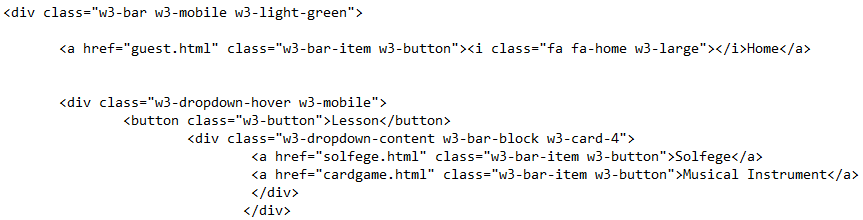 <div class="w3-bar w3-mobile w3-light-green">
<a href="guest.html" class="w3-bar-item w3-button"><i class="fa fa-home w3-large"></i>Home</a>
<div class="w3-dropdown-hover w3-mobile">
<button class="w3-button">Lesson</button>
<div class="w3-dropdown-content w3-bar-block w3-card-4">
<a href="solfege.html" class="w3-bar-item w3-button">Solfege</a>
<a href="cardgame.html" class="w3-bar-item w3-button">Musical Instrument</a>
</div>
</div>